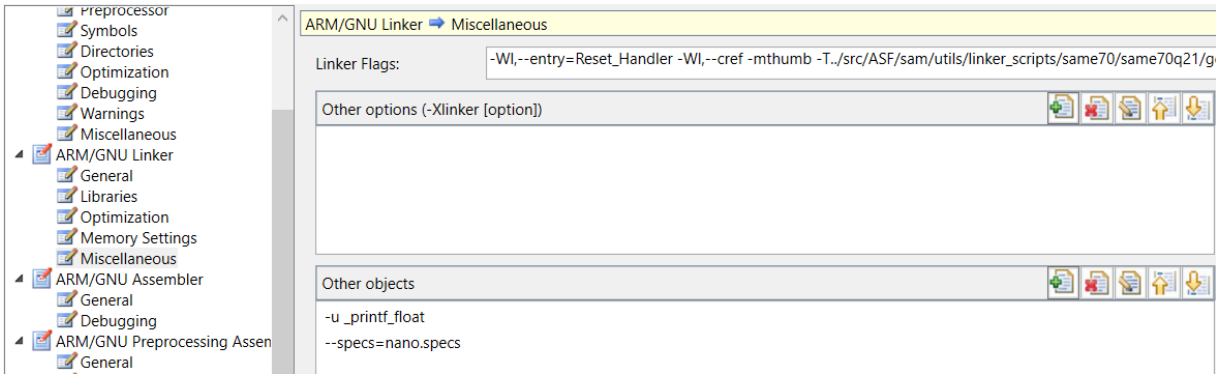 Preprocessor
Symbols
Directories
Optimization
Debugging
Warnings
Miscellaneous
ARM/GNU Linker
General
Libraries
Optimization
Memory Settings
Miscellaneous
ARM/GNU Assembler
General
Debugging
ARM/GNU Preprocessing Assen
General
ARM/GNU Linker Miscellaneous
Linker Flags: -Wl,--entry=Reset_Handler -Wl,--cref -mthumb -T../src/ASF/sam/utils/linker_scripts/same70/same70q21/g
Other options (-Xlinker [option])
Other objects
-u _printf_float
--specs=nano.specs